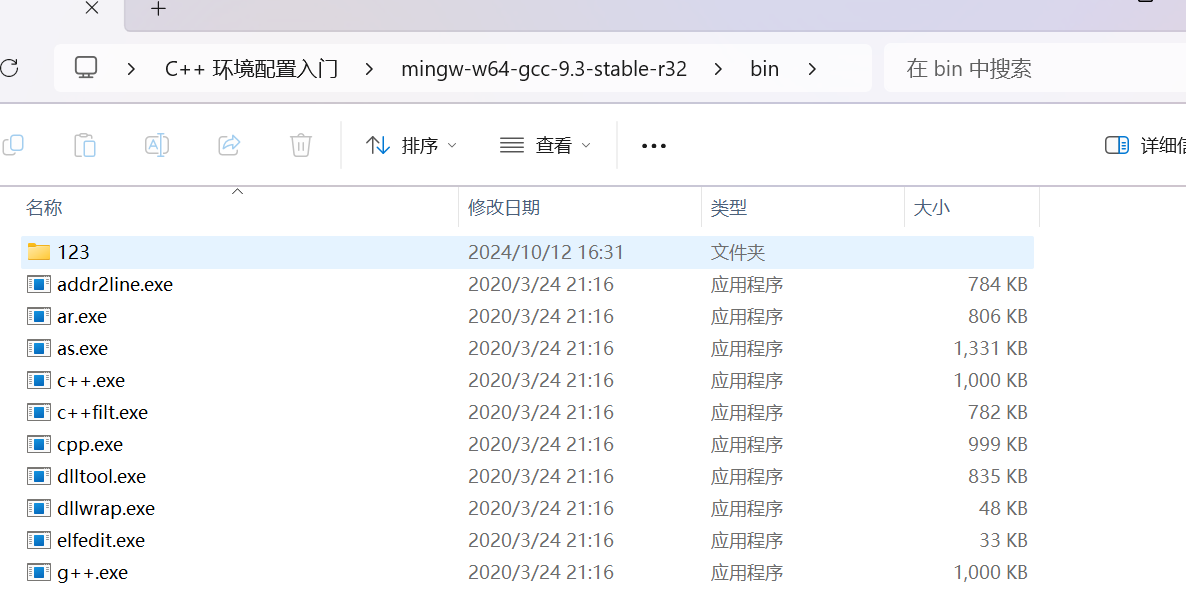 C++ 环境配置入门 mingw-w64-gcc-9.3-stable-r32 bin 在 bin 中搜索
排序 查看 详细信
名称 修改日期 类型 大小
123 2024/10/12 16:31 文件夹
addr2line.exe 2020/3/24 21:16 应用程序 784 KB
ar.exe 2020/3/24 21:16 应用程序 806 KB
as.exe 2020/3/24 21:16 应用程序 1,331 KB
c++.exe 2020/3/24 21:16 应用程序 1,000 KB
c++filt.exe 2020/3/24 21:16 应用程序 782 KB
cpp.exe 2020/3/24 21:16 应用程序 999 KB
dlltool.exe 2020/3/24 21:16 应用程序 835 KB
dllwrap.exe 2020/3/24 21:16 应用程序 48 KB
elfedit.exe 2020/3/24 21:16 应用程序 33 KB
g++.exe 2020/3/24 21:16 应用程序 1,000 KB